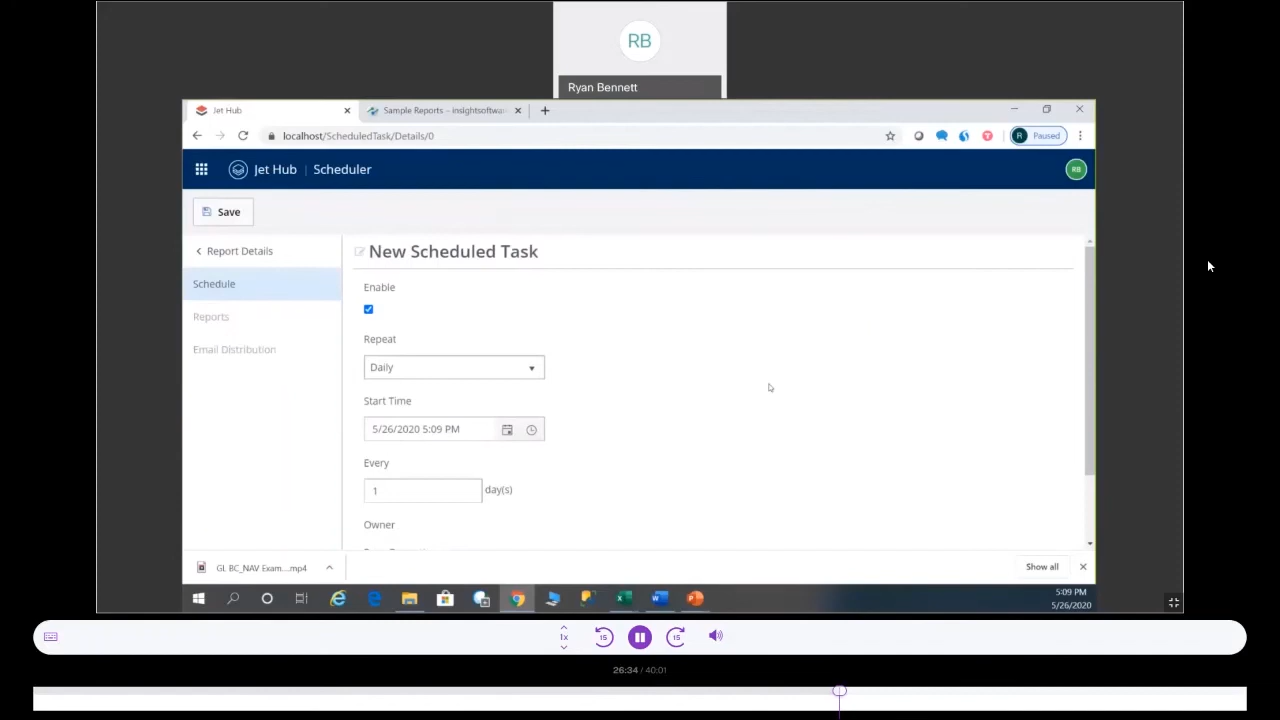 RB
Ryan Bennett
Jet Hub
Sample Reports – insightsoftwar
localhost/ScheduledTask/Details/0
R Paused
Jet Hub | Scheduler
RB
Save
Report Details
New Scheduled Task
Schedule
Reports
Email Distribution
Enable
Repeat
Daily
Start Time
5/26/2020 5:09 PM
Every
1 day(s)
Owner
GL BC_NAV Exam....mp4
Show all
5:09 PM
5/26/2020
1x
15
15
26:34 / 40:01